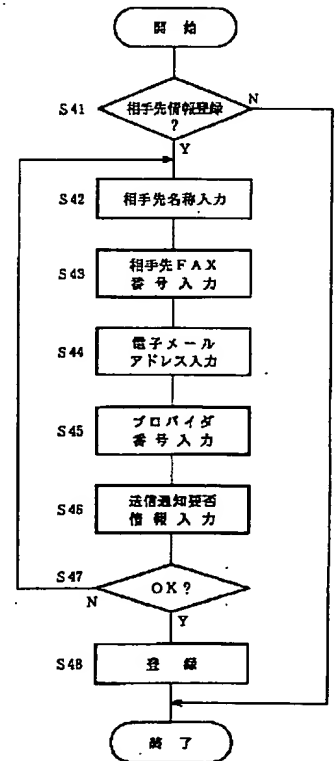 開始
S41
相手先情報登録
?
N
Y
S42
相手先名称入力
S43
相手先FAX
番号入力
S44
電子メール
アドレス入力
S45
プロバイダ
番号入力
S46
送信通知要否
情報入力
S47
OK?
N
Y
S48
登録
終了